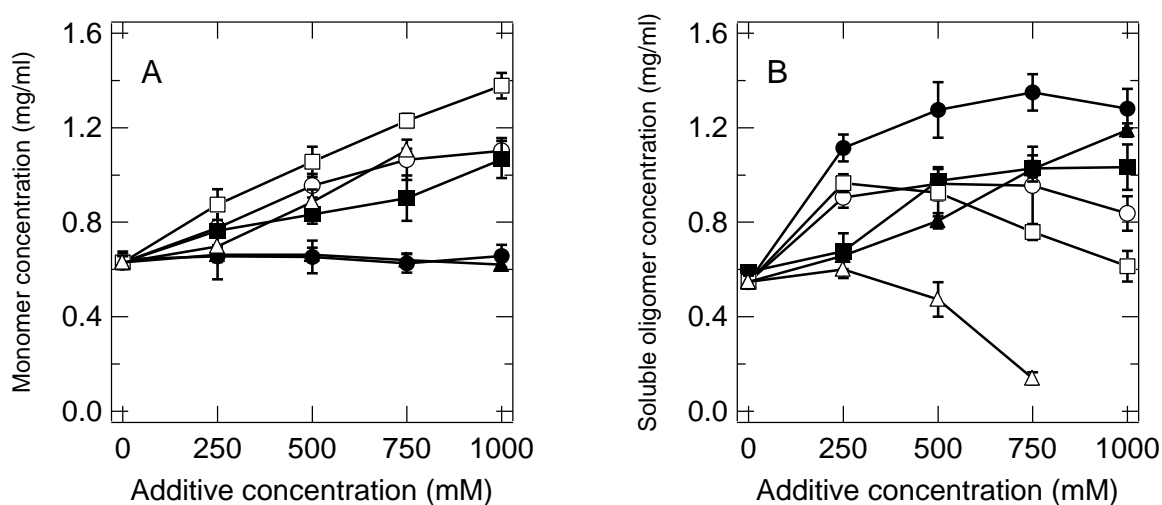 A
Monomer concentration (mg/ml)
1.6
1.2
0.8
0.4
0.0
0 250 500 750 1000
Additive concentration (mM)
B
Soluble oligomer concentration (mg/ml)
1.6
1.2
0.8
0.4
0.0
0 250 500 750 1000
Additive concentration (mM)